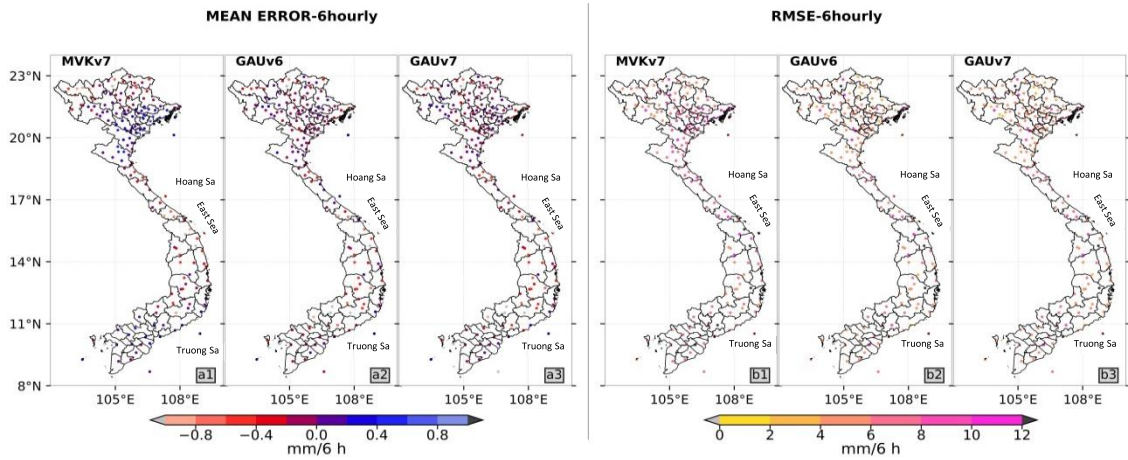 MEAN ERROR-6hourly
RMSE-6hourly
MVKv7
GAUv6
GAUv7
MVKv7
GAUv6
GAUv7
23°N
20°N
17°N
14°N
11°N
8°N
Hoang Sa
East Sea
Truong Sa
a1
Hoang Sa
East Sea
Truong Sa
a2
Hoang Sa
East Sea
Truong Sa
a3
Hoang Sa
East Sea
Truong Sa
b1
Hoang Sa
East Sea
Truong Sa
b2
Hoang Sa
East Sea
Truong Sa
b3
105°E 108°E 105°E 108°E 105°E 108°E
105°E 108°E 105°E 108°E 105°E 108°E
−0.8 −0.4 0.0 0.4 0.8
mm/6 h
0 2 4 6 8 10 12
mm/6 h